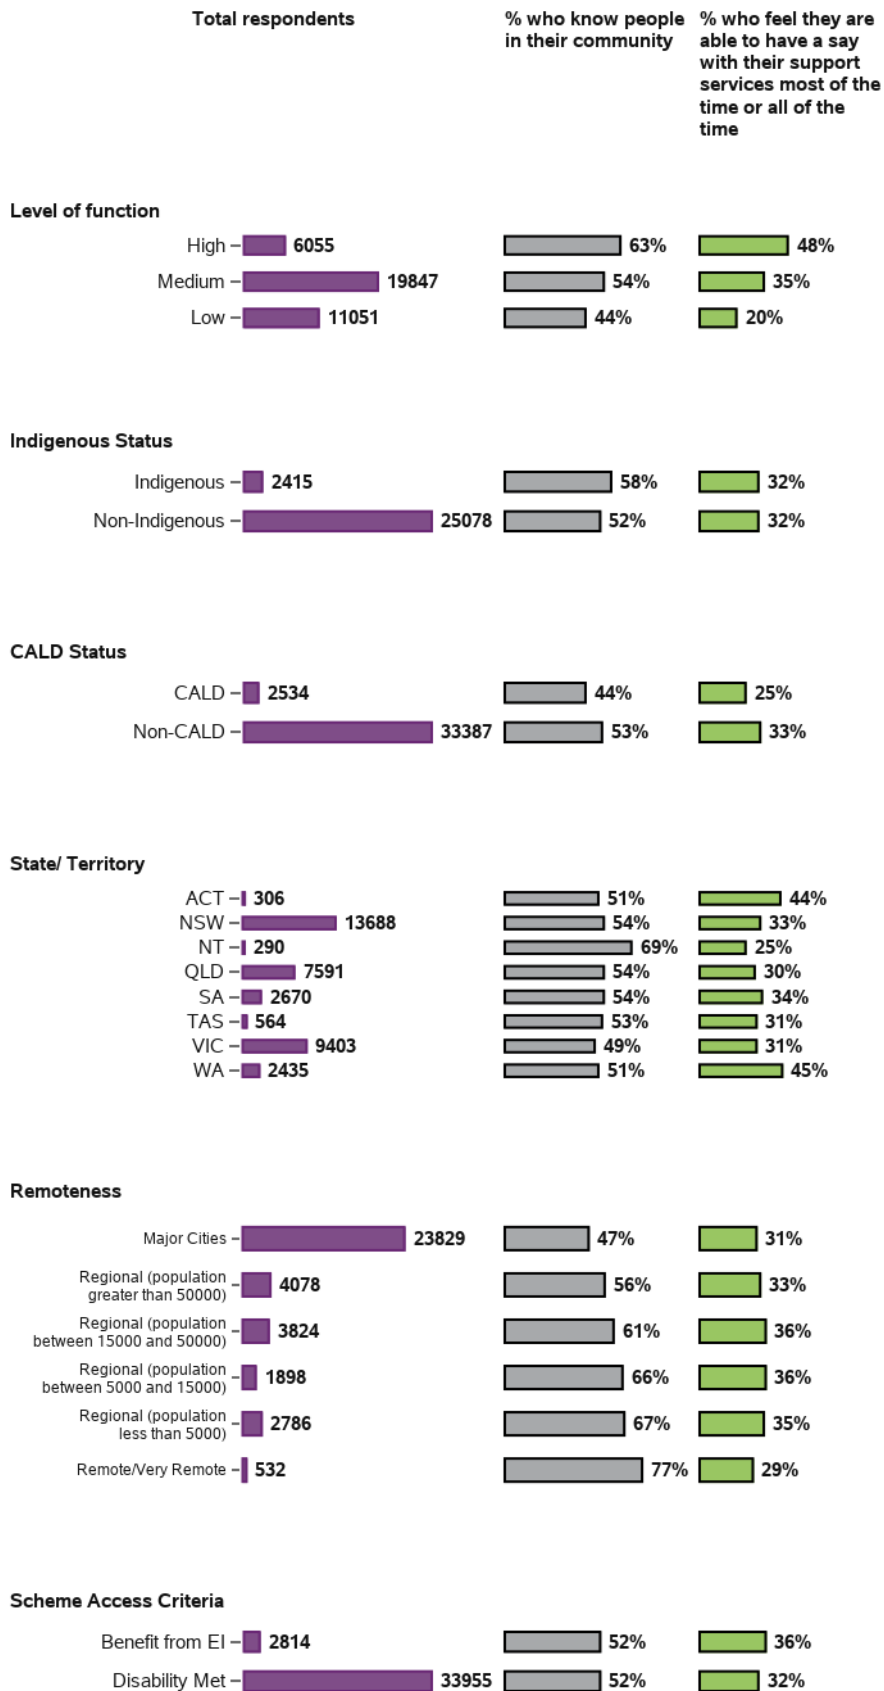 Total respondents
% who know people
in their community
% who feel they are
able to have a say
with their support
services most of the
time or all of the
time
Level of function
High 6055 63% 48%
Medium 19847 54% 35%
Low 11051 44% 20%
Indigenous Status
Indigenous 2415 58% 32%
Non-Indigenous 25078 52% 32%
CALD Status
CALD 2534 44% 25%
Non-CALD 33387 53% 33%
State/ Territory
ACT 306 51% 44%
NSW 13688 54% 33%
NT 290 69% 25%
QLD 7591 54% 30%
SA 2670 54% 34%
TAS 564 53% 31%
VIC 9403 49% 31%
WA 2435 51% 45%
Remoteness
Major Cities 23829 47% 31%
Regional (population
greater than 50000) 4078 56% 33%
Regional (population
between 15000 and 50000) 3824 61% 36%
Regional (population
between 5000 and 15000) 1898 66% 36%
Regional (population
less than 5000) 2786 67% 35%
Remote/Very Remote 532 77% 29%
Scheme Access Criteria
Benefit from EI 2814 52% 36%
Disability Met 33955 52% 32%